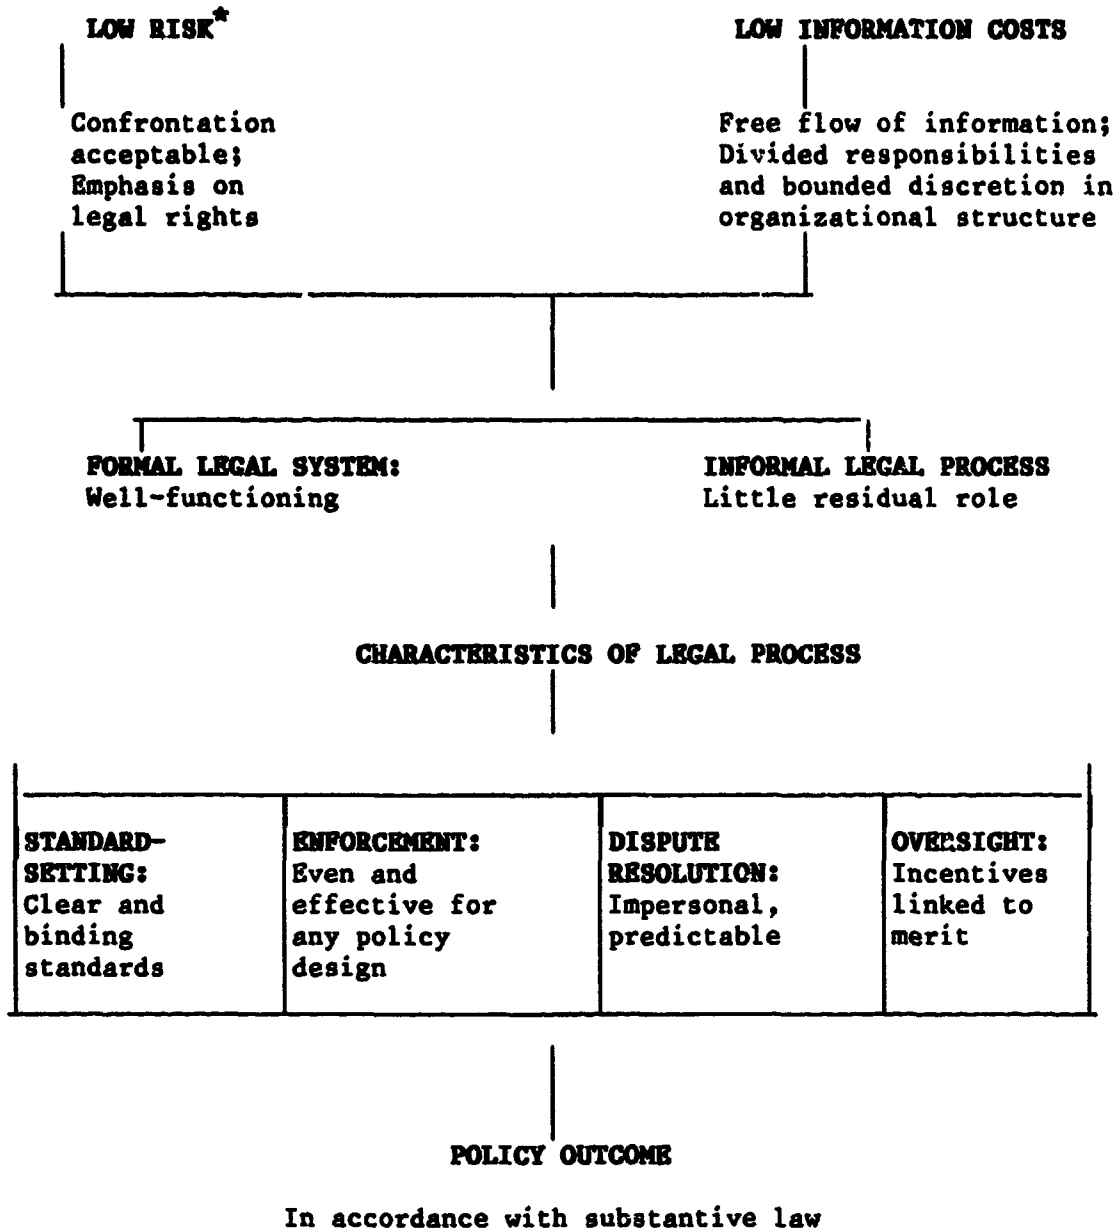 LOW RISK*
LOW INFORMATION COSTS
Confrontation
acceptable;
Emphasis on
legal rights
Free flow of information;
Divided responsibilities
and bounded discretion in
organizational structure
FORMAL LEGAL SYSTEM:
Well-functioning
INFORMAL LEGAL PROCESS
Little residual role
CHARACTERISTICS OF LEGAL PROCESS
STANDARD-
SETTING:
Clear and
binding
standards
ENFORCEMENT:
Even and
effective for
any policy
design
DISPUTE
RESOLUTION:
Impersonal,
predictable
OVERSIGHT:
Incentives
linked to
merit
POLICY OUTCOME
In accordance with substantive law